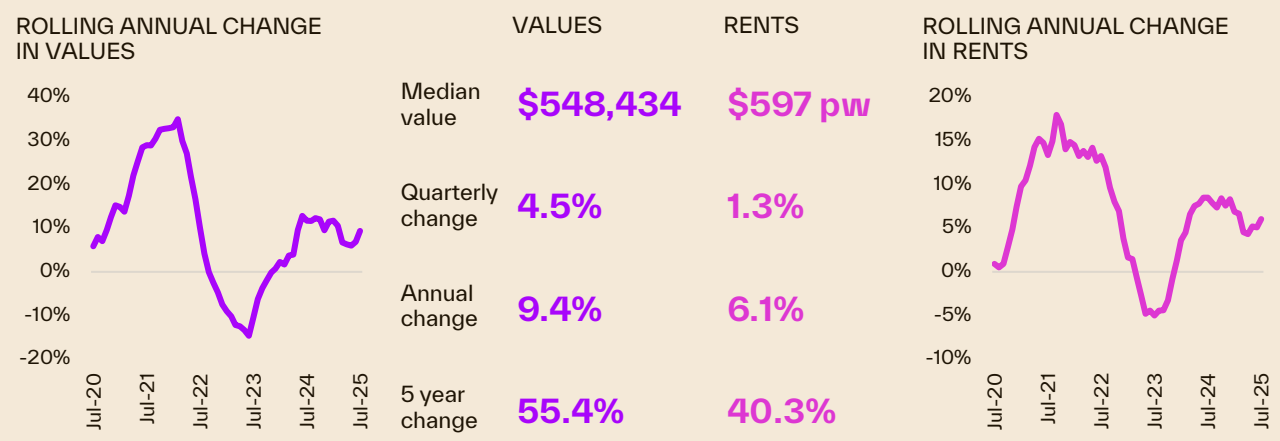 ROLLING ANNUAL CHANGE
IN VALUES
40%
30%
20%
10%
0%
-10%
-20%
Jul-20
Jul-21
Jul-22
Jul-23
Jul-24
Jul-25
VALUES
RENTS
Median
value
$548,434
$597 pw
Quarterly
change
4.5%
1.3%
Annual
change
9.4%
6.1%
5 year
change
55.4%
40.3%
ROLLING ANNUAL CHANGE
IN RENTS
20%
15%
10%
5%
0%
-5%
-10%
Jul-20
Jul-21
Jul-22
Jul-23
Jul-24
Jul-25